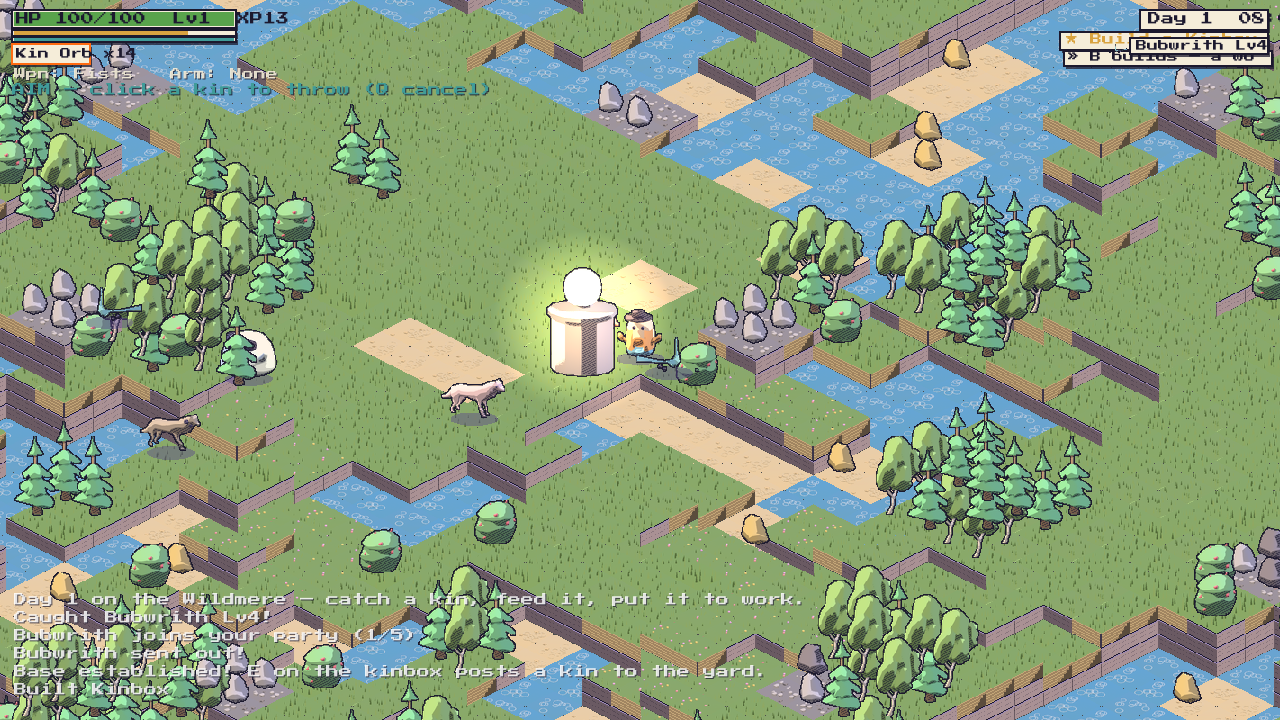 HP 100/100 Lv1 XP13
Kin Orb x14
Wpn: Fists Arm: None
click a kin to throw (Q cancel)
Day 1 08
Bubwrith Lv4
Day 1 on the Wildmere — catch a kin, feed it, put it to work.
Caught Bubwrith Lv4!
Bubwrith joins your party (1/5)
Bubwrith sent out!
Base established. E on the kinbox posts a kin to the yard.
Built Kinbox